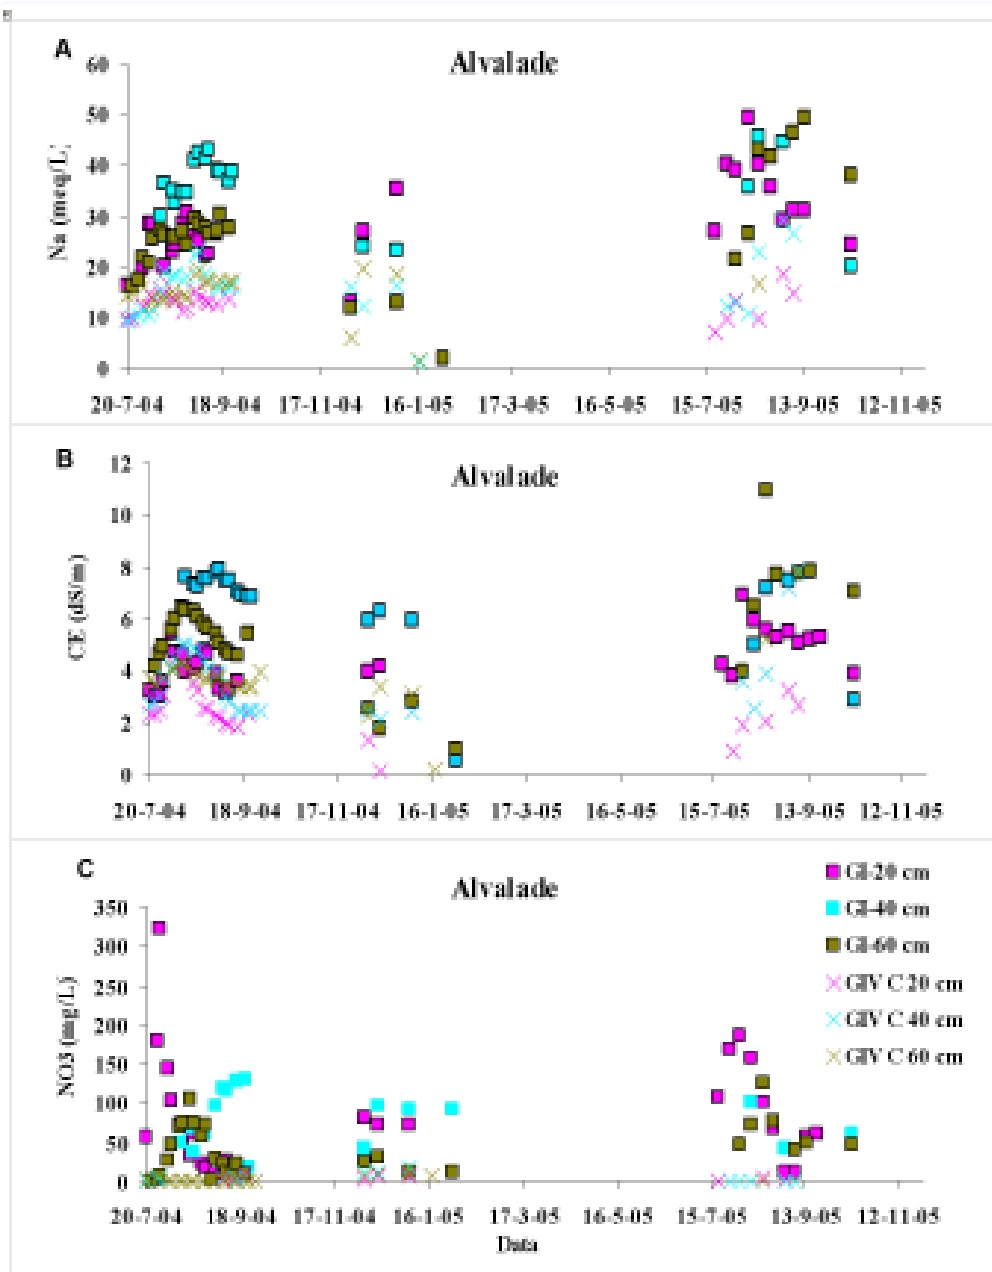 A
Alvalade
Na (meq/L)
60
50
40
30
20
10
0
20-7-04 18-9-04 17-11-04 16-1-05 17-3-05 16-5-05 15-7-05 13-9-05 12-11-05
B
Alvalade
CE (dS/m)
12
10
8
6
4
2
0
20-7-04 18-9-04 17-11-04 16-1-05 17-3-05 16-5-05 15-7-05 13-9-05 12-11-05
C
Alvalade
NO3 (mg/L)
350
300
250
200
150
100
50
0
GI-20 cm
GI-40 cm
GI-60 cm
GIV C 20 cm
GIV C 40 cm
GIV C 60 cm
20-7-04 18-9-04 17-11-04 16-1-05 17-3-05 16-5-05 15-7-05 13-9-05 12-11-05
Data